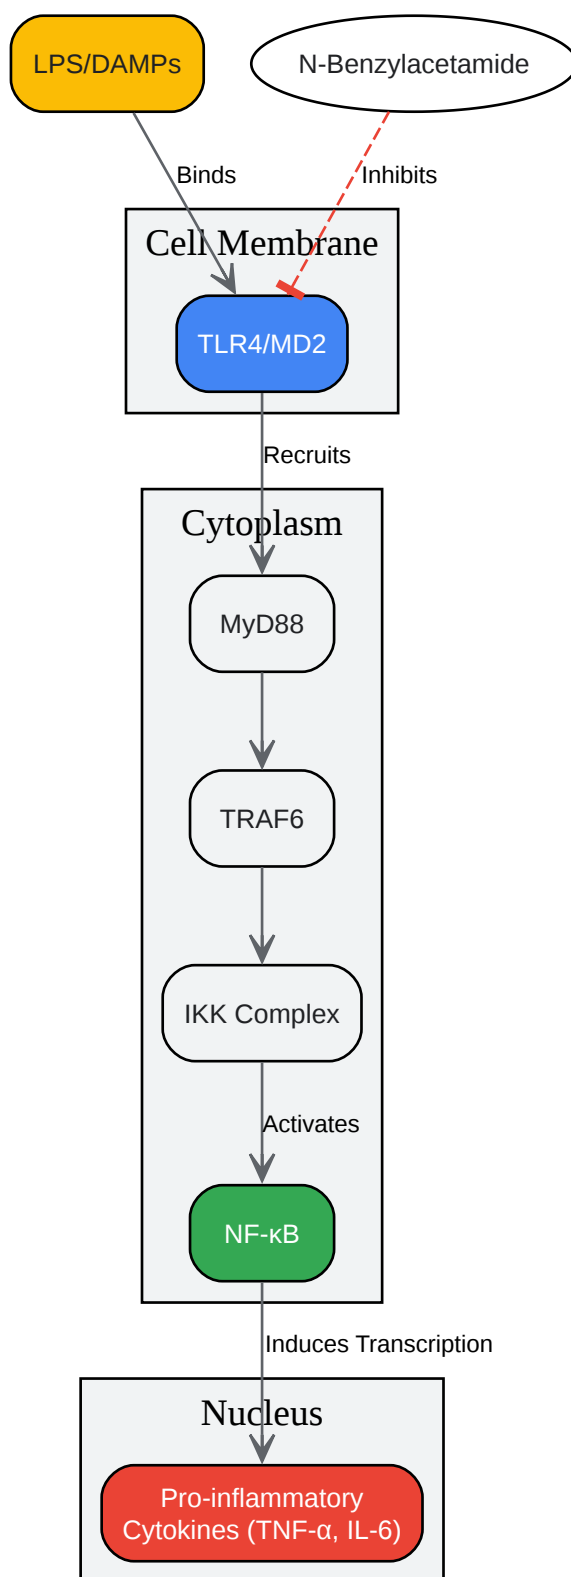 LPS/DAMPs
N-Benzylacetamide
Binds
Inhibits
Cell Membrane
TLR4/MD2
Recruits
Cytoplasm
MyD88
TRAF6
IKK Complex
Activates
NF-κB
Induces Transcription
Nucleus
Pro-inflammatory
Cytokines (TNF-α, IL-6)